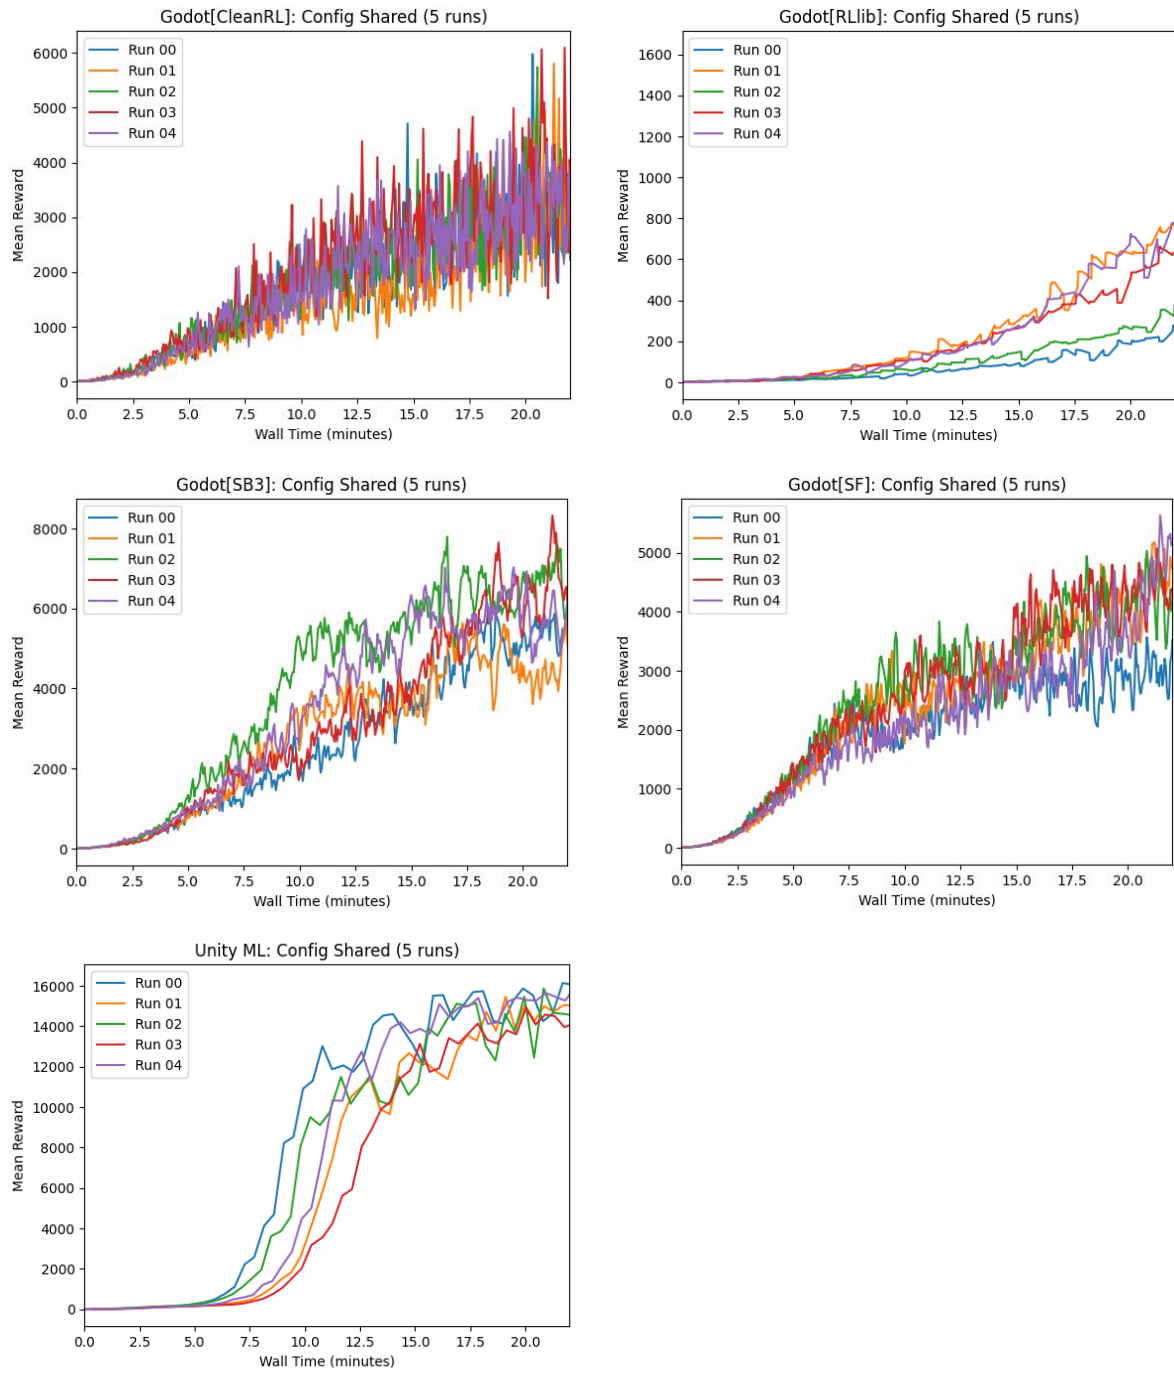 Godot[CleanRL]: Config Shared (5 runs)
Mean Reward
6000
5000
4000
3000
2000
1000
0
Run 00
Run 01
Run 02
Run 03
Run 04
0.0 2.5 5.0 7.5 10.0 12.5 15.0 17.5 20.0
Wall Time (minutes)
Godot[RLlib]: Config Shared (5 runs)
Mean Reward
1600
1400
1200
1000
800
600
400
200
0
Run 00
Run 01
Run 02
Run 03
Run 04
0.0 2.5 5.0 7.5 10.0 12.5 15.0 17.5 20.0
Wall Time (minutes)
Godot[SB3]: Config Shared (5 runs)
Mean Reward
8000
6000
4000
2000
0
Run 00
Run 01
Run 02
Run 03
Run 04
0.0 2.5 5.0 7.5 10.0 12.5 15.0 17.5 20.0
Wall Time (minutes)
Godot[SF]: Config Shared (5 runs)
Mean Reward
5000
4000
3000
2000
1000
0
Run 00
Run 01
Run 02
Run 03
Run 04
0.0 2.5 5.0 7.5 10.0 12.5 15.0 17.5 20.0
Wall Time (minutes)
Unity ML: Config Shared (5 runs)
Mean Reward
16000
14000
12000
10000
8000
6000
4000
2000
0
Run 00
Run 01
Run 02
Run 03
Run 04
0.0 2.5 5.0 7.5 10.0 12.5 15.0 17.5 20.0
Wall Time (minutes)